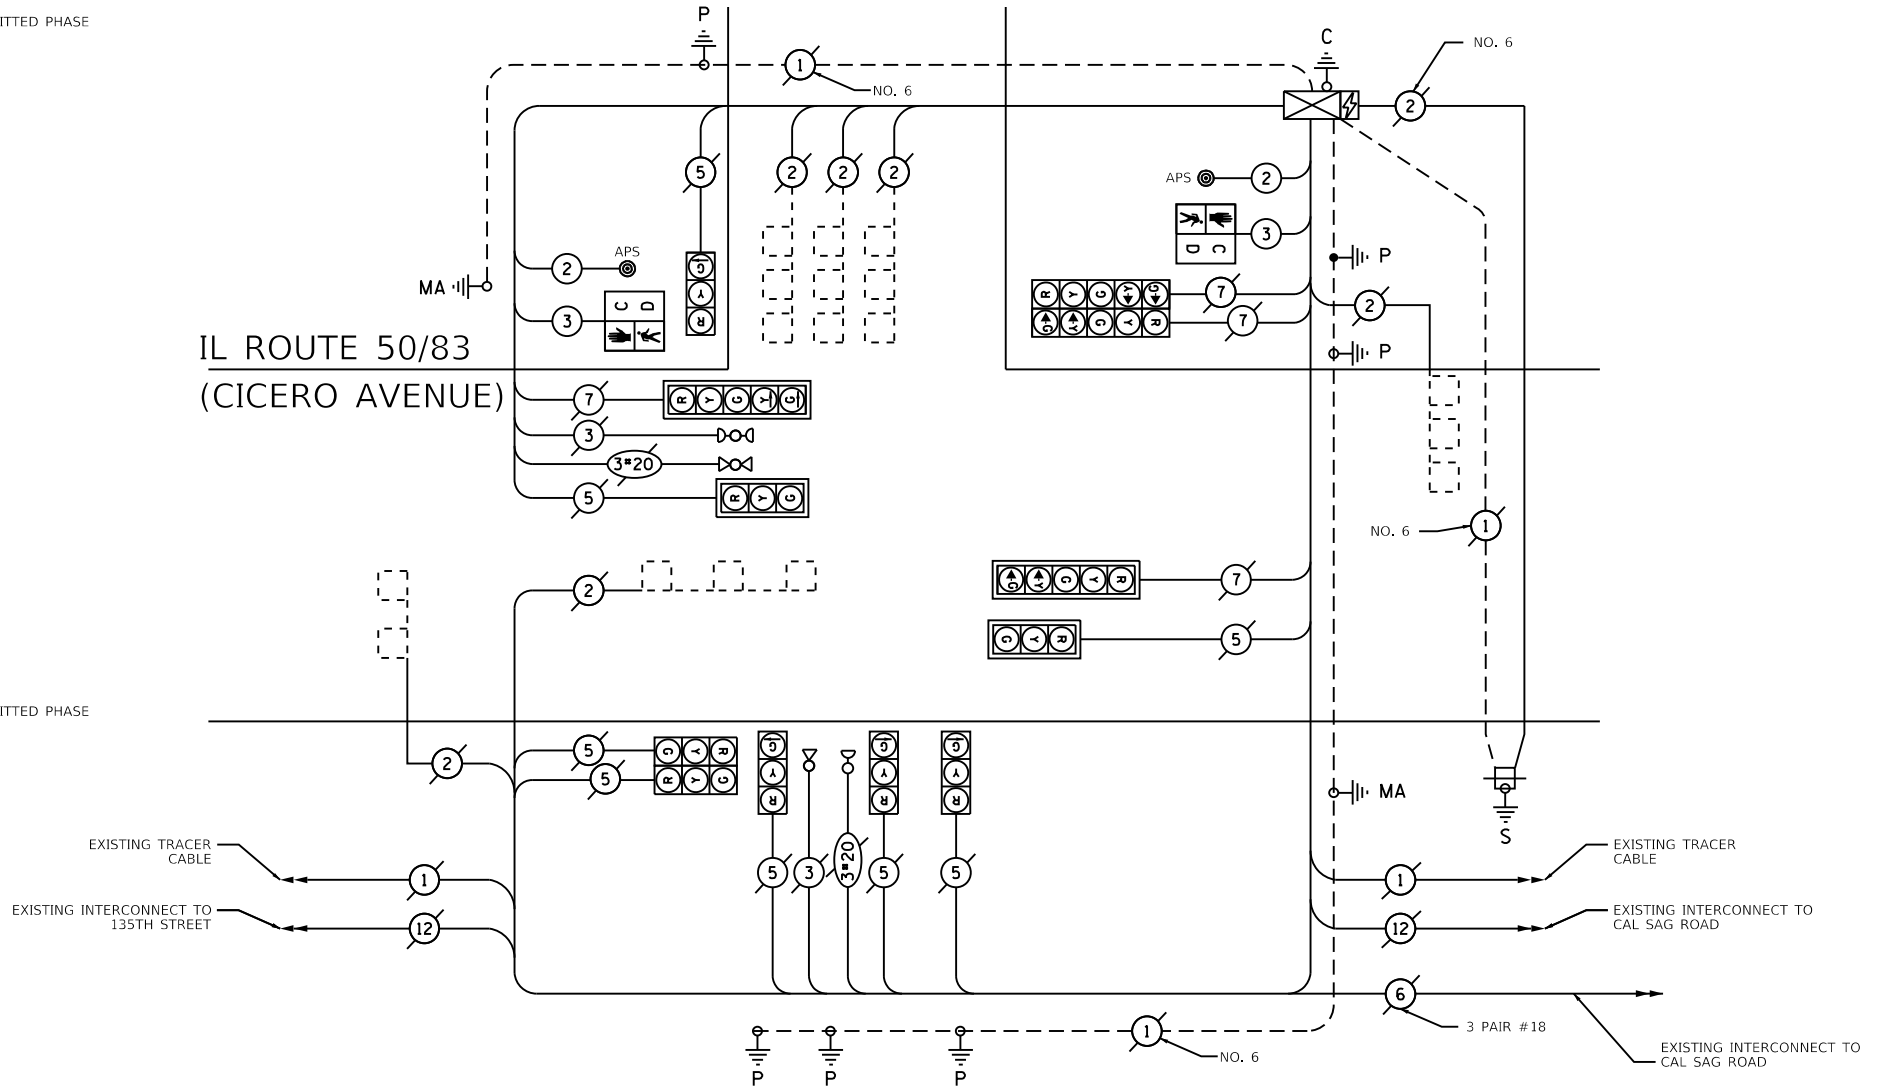 ITTED PHASE
P
C
NO. 6
1
NO. 6
2
5
2
2
2
APS
2
3
D
C
2
APS
MA
3
C
D
G
Y
R
P
R
Y
G
Y
G
7
G
Y
G
Y
R
7
2
P
IL ROUTE 50/83
(CICERO AVENUE)
7
R
Y
G
Y
G
3
3#20
5
R
Y
G
NO. 6
1
2
G
Y
G
Y
R
7
G
Y
R
5
ITTED PHASE
2
5
G
Y
R
5
R
Y
G
G
Y
R
G
Y
R
G
Y
R
MA
S
5
3
3#20
5
5
EXISTING TRACER
CABLE
1
EXISTING INTERCONNECT TO
135TH STREET
12
1
EXISTING TRACER
CABLE
12
EXISTING INTERCONNECT TO
CAL SAG ROAD
6
3 PAIR #18
EXISTING INTERCONNECT TO
CAL SAG ROAD
1
NO. 6
P
P
P